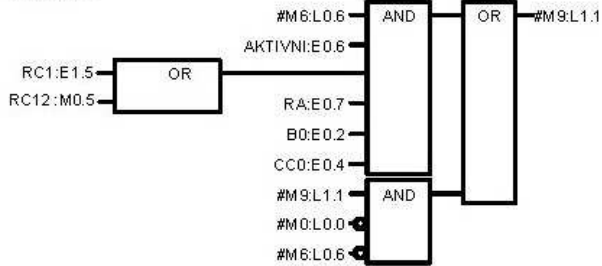 #M6:L0.6 AND OR #M9:L1.1
AKTIVNI:E0.6
RC1:E1.5 OR
RC12:M0.5
RA:E0.7
B0:E0.2
CC0:E0.4
#M9:L1.1 AND
#M0:L0.0
#M6:L0.6